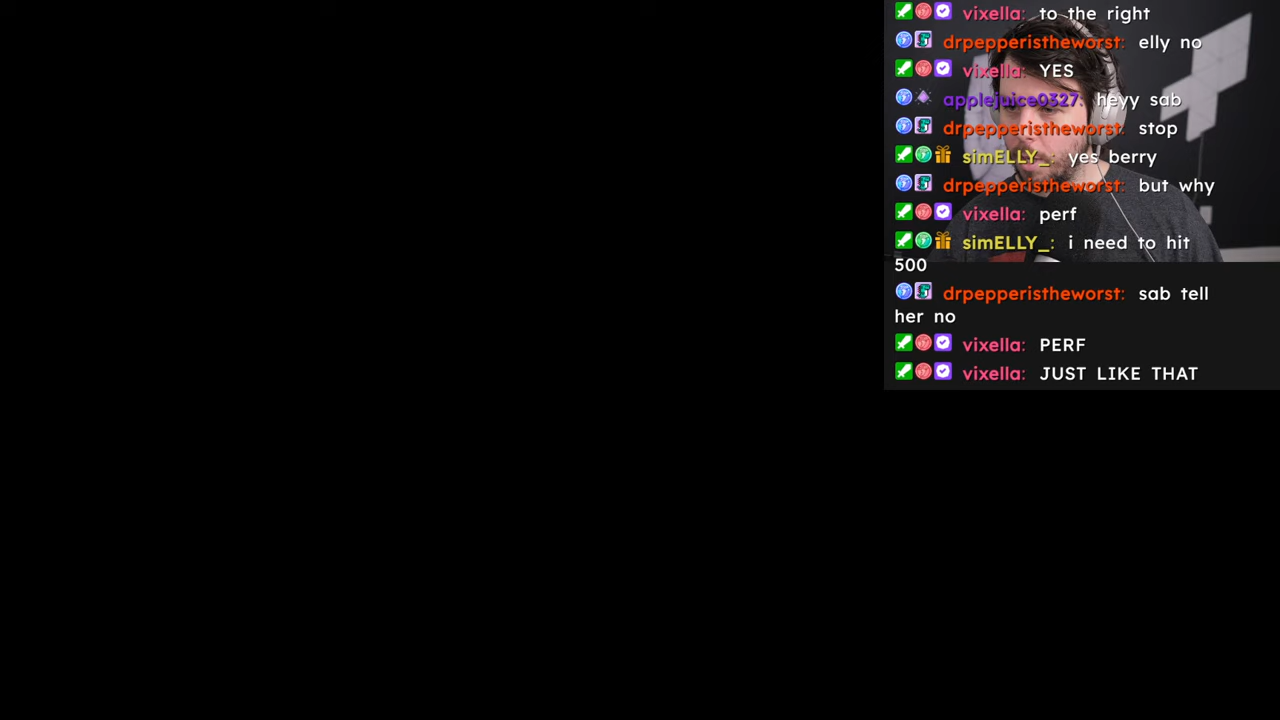 vixella: to the right
drpepperistheworst: elly no
vixella: YES
applejuice0327: heyy sab
drpepperistheworst: stop
simELLY_: yes berry
drpepperistheworst: but why
vixella: perf
simELLY_: i need to hit
500
drpepperistheworst: sab tell
her no
vixella: PERF
vixella: JUST LIKE THAT